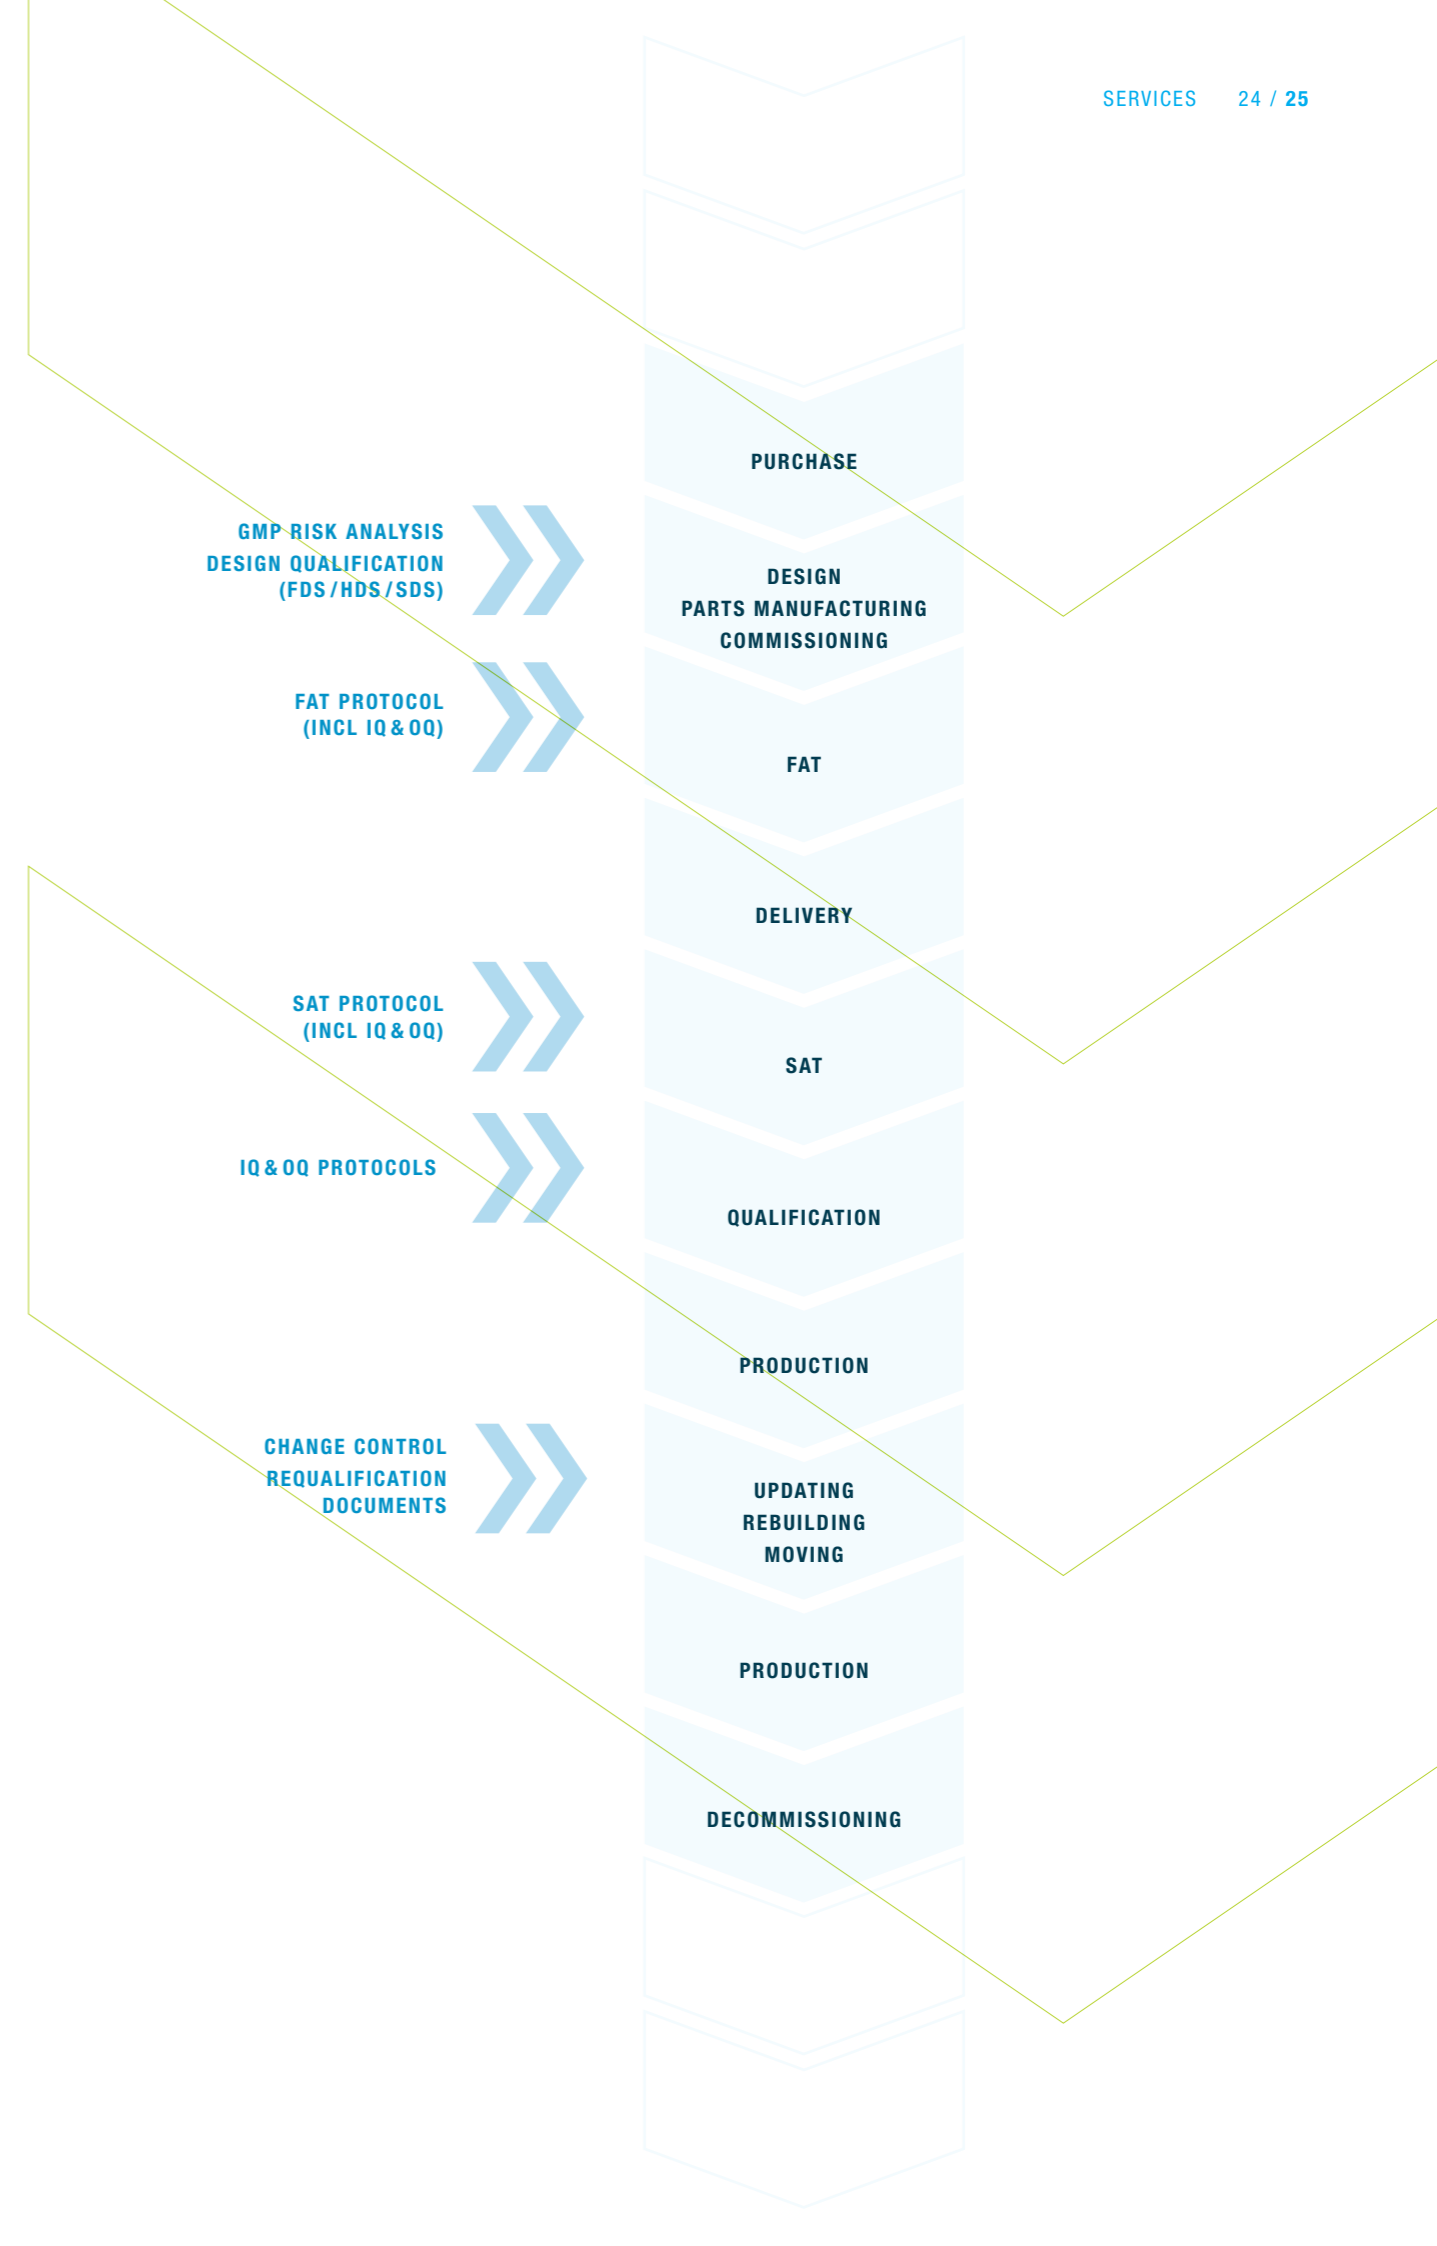 SERVICES 24 / 25
PURCHASE
GMP RISK ANALYSIS
DESIGN QUALIFICATION
(FDS / HDS / SDS)
DESIGN
PARTS MANUFACTURING
COMMISSIONING
FAT PROTOCOL
(INCL IQ & OQ)
FAT
DELIVERY
SAT PROTOCOL
(INCL IQ & OQ)
SAT
IQ & OQ PROTOCOLS
QUALIFICATION
PRODUCTION
CHANGE CONTROL
REQUALIFICATION
DOCUMENTS
UPDATING
REBUILDING
MOVING
PRODUCTION
DECOMMISSIONING